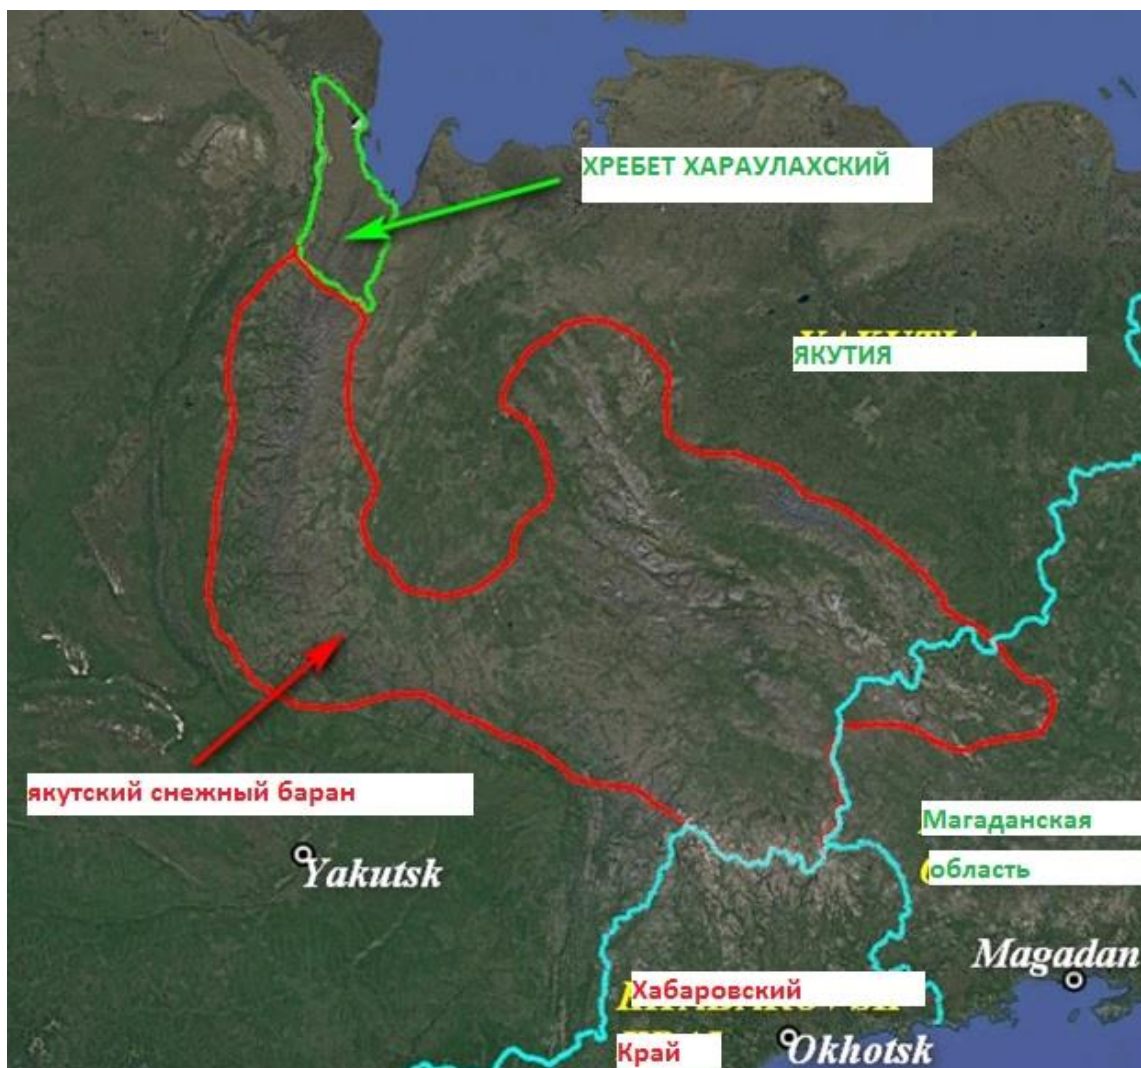 ХРЕБЕТ ХАРАУЛАХСКИЙ
ЯКУТИЯ
якутский снежный баран
Магаданская
область
Yakutsk
Magadan
Хабаровский
Край
Okhotsk